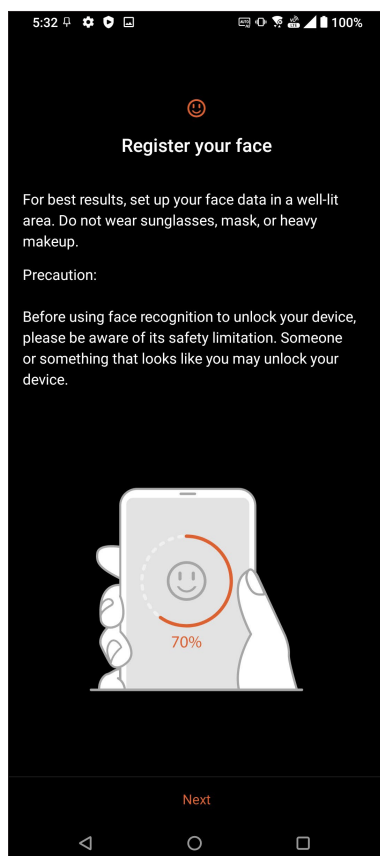 5:32 100%
Register your face
For best results, set up your face data in a well-lit
area. Do not wear sunglasses, mask, or heavy
makeup.
Precaution:
Before using face recognition to unlock your device,
please be aware of its safety limitation. Someone
or something that looks like you may unlock your
device.
70%
Next